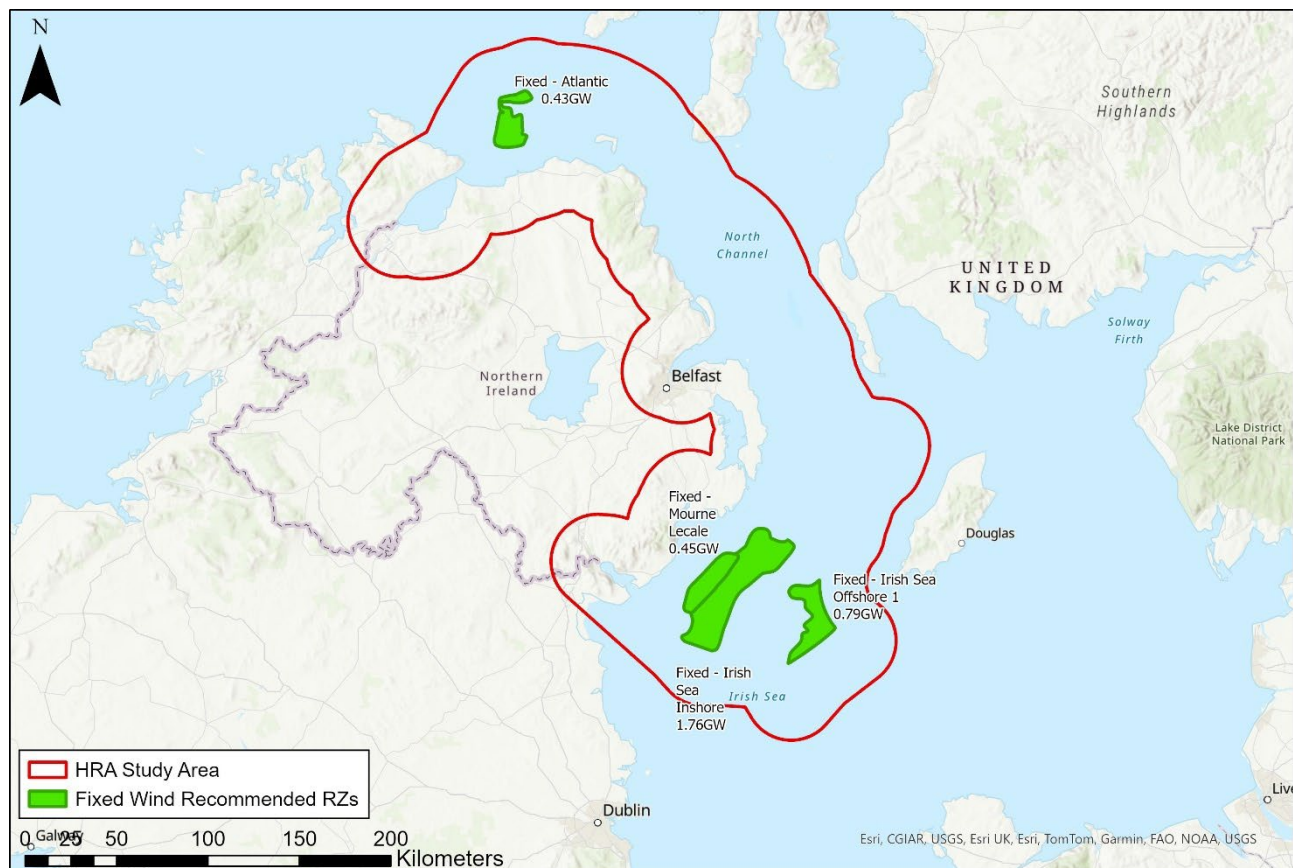 N
Fixed - Atlantic
0.43GW
Southern
Highlands
North
Channel
UNITED
KINGDOM
Solway
Firth
Northern
Ireland
Belfast
Lake District
National Park
Fixed -
Mourne
Lecale
0.45GW
Douglas
Fixed - Irish Sea
Offshore 1
0.79GW
Fixed - Irish
Sea
Inshore
1.76GW
Irish Sea
HRA Study Area
Fixed Wind Recommended RZs
Dublin
Live
Galway
0 25 50 100 150 200
Kilometers
Esri, CGIAR, USGS, Esri UK, Esri, TomTom, Garmin, FAO, NOAA, USGS